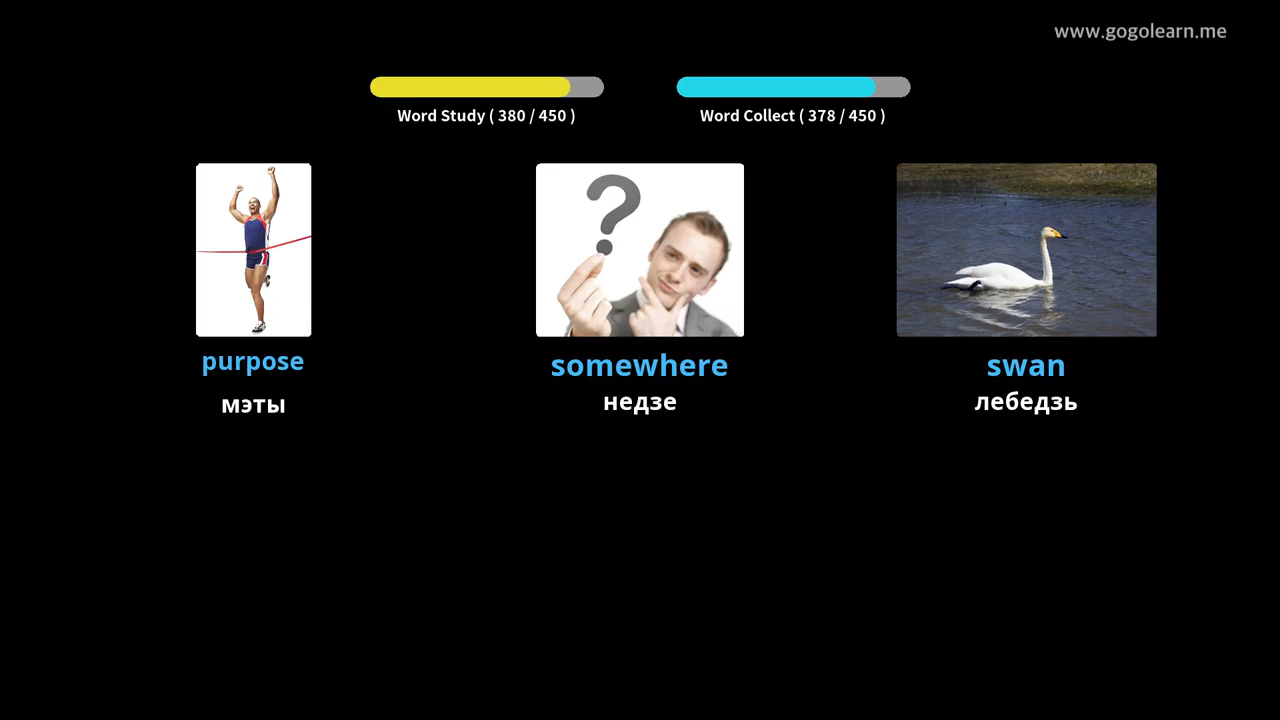 www.gogolearn.me
Word Study ( 380 / 450 )
Word Collect ( 378 / 450 )
purpose
somewhere
swan
мэты
недзе
лебедзь